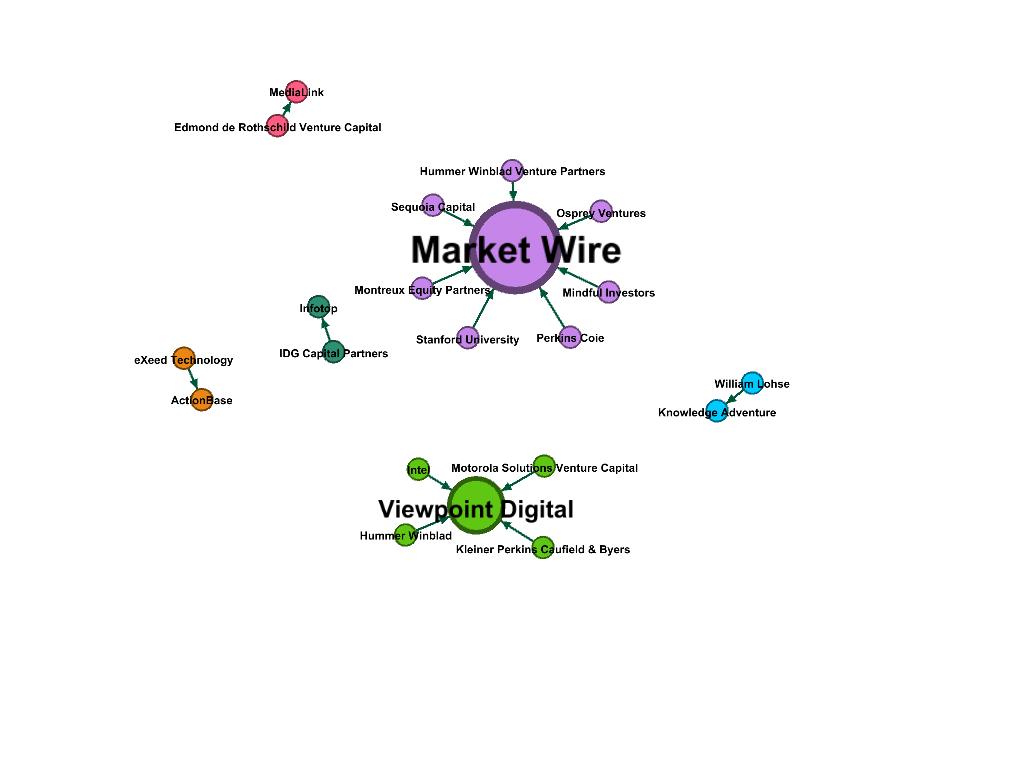 MediaLink
Edmond de Rothschild Venture Capital
Hummer Winblad Venture Partners
Sequoia Capital
Osprey Ventures
Market Wire
Montreux Equity Partners
Mindful Investors
Infotop
Stanford University
Perkins Coie
IDG Capital Partners
eXeed Technology
ActionBase
William Lohse
Knowledge Adventure
Intel
Motorola Solutions Venture Capital
Viewpoint Digital
Hummer Winblad
Kleiner Perkins Caufield & Byers